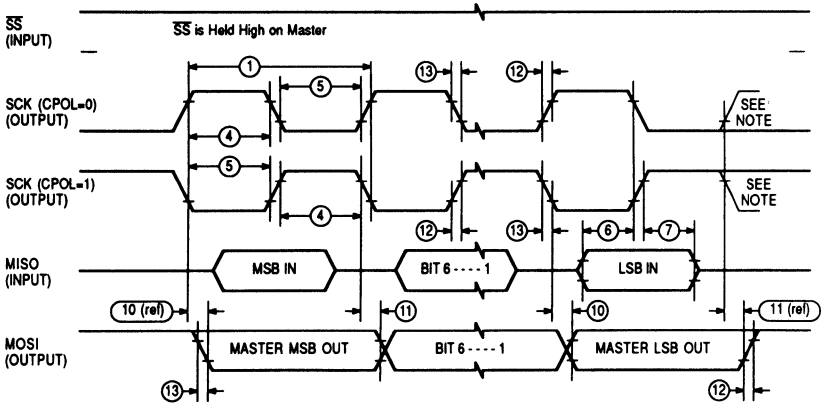 SS
(INPUT)
SS is Held High on Master
1
5
13
12
SCK (CPOL=0)
(OUTPUT)
4
SEE
NOTE
5
SCK (CPOL=1)
(OUTPUT)
4
12
13
6
7
SEE
NOTE
MISO
(INPUT)
MSB IN
BIT 6 - - - - 1
LSB IN
10 (ref)
11
10
11 (ref)
MOSI
(OUTPUT)
MASTER MSB OUT
BIT 6 - - - - 1
MASTER LSB OUT
13
12